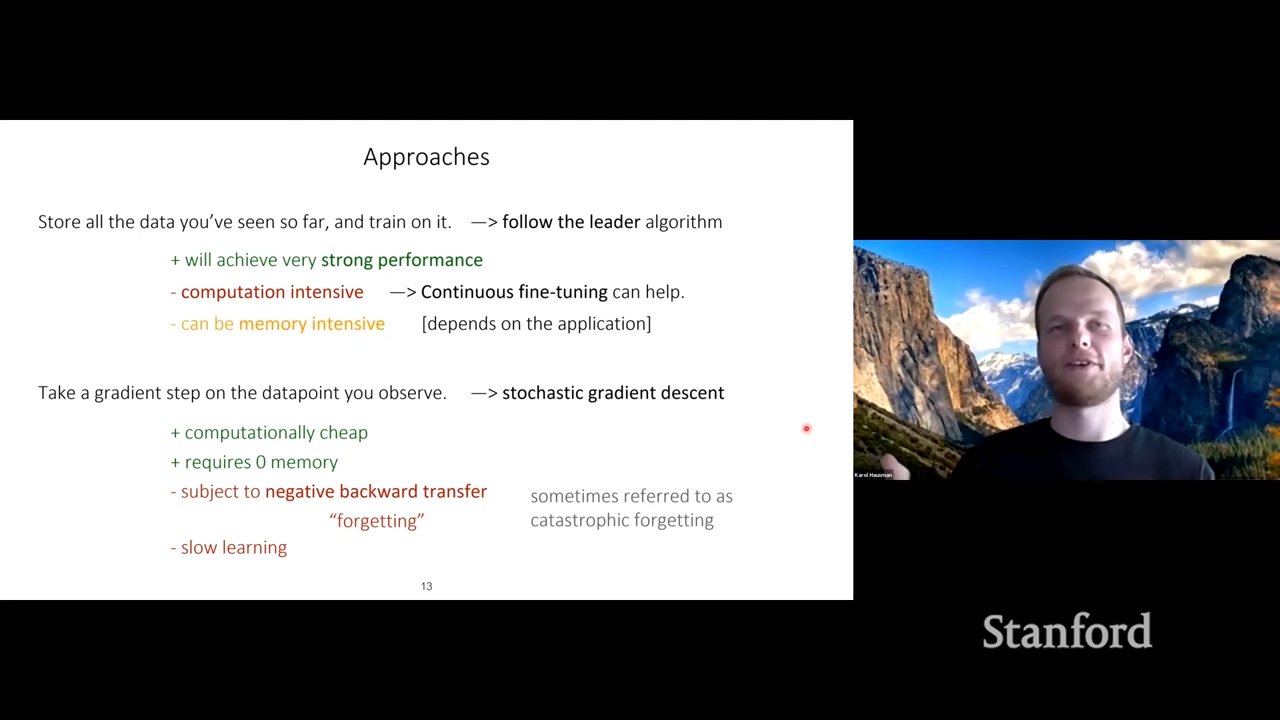 Approaches
Store all the data you've seen so far, and train on it. —> follow the leader algorithm
+ will achieve very strong performance
- computation intensive —> Continuous fine-tuning can help.
- can be memory intensive [depends on the application]
Take a gradient step on the datapoint you observe. —> stochastic gradient descent
+ computationally cheap
+ requires 0 memory
- subject to negative backward transfer
"forgetting"
sometimes referred to as
catastrophic forgetting
- slow learning
13
Karol Hausman
Stanford